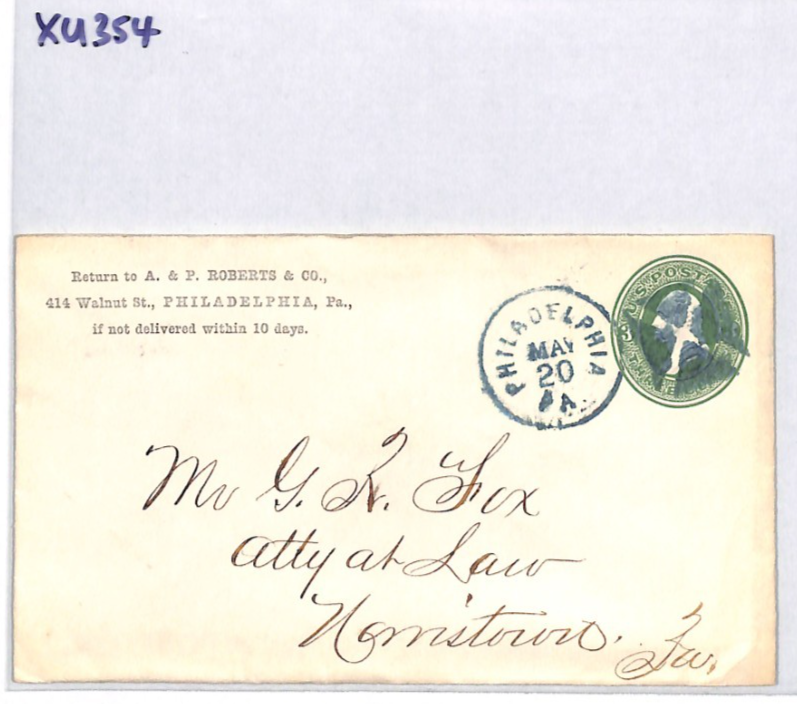 XU354
Return to A. & P. ROBERTS & CO.,
414 Walnut St., PHILADELPHIA, Pa.,
if not delivered within 10 days.
PHILADELPHIA
MAY
20
PA.
U.S. POSTAGE
Mr G. R. Fox
Atty at Law
Norristown. Pa.